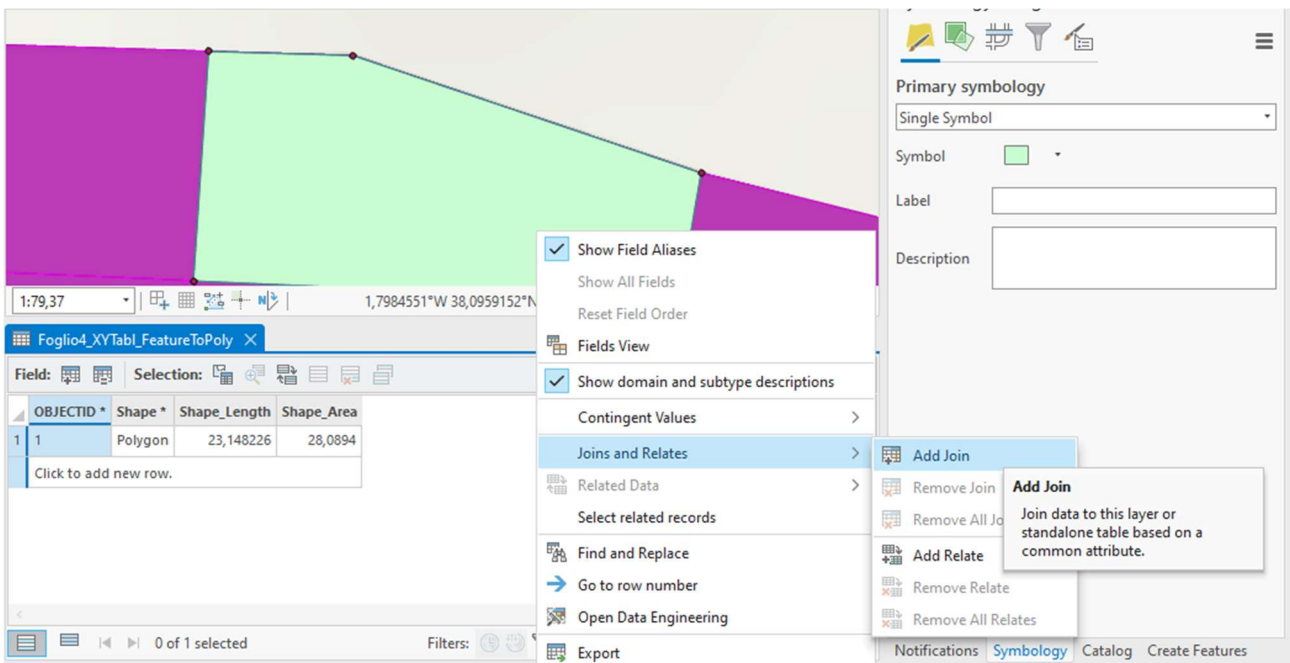 Primary symbology
Single Symbol
Symbol
Label
Description
1:79,37
1,7984551°W 38,0959152°N
Foglio4_XYTabl_FeatureToPoly
Field:
Selection:
OBJECTID * Shape * Shape_Length Shape_Area
1 1 Polygon 23,148226 28,0894
Click to add new row.
0 of 1 selected
Filters:
Show Field Aliases
Show All Fields
Reset Field Order
Fields View
Show domain and subtype descriptions
Contingent Values
Joins and Relates
Related Data
Select related records
Find and Replace
Go to row number
Open Data Engineering
Export
Add Join
Remove Join
Remove All Jo
Add Relate
Remove Relate
Remove All Relates
Add Join
Join data to this layer or
standalone table based on a
common attribute.
Notifications Symbology Catalog Create Features